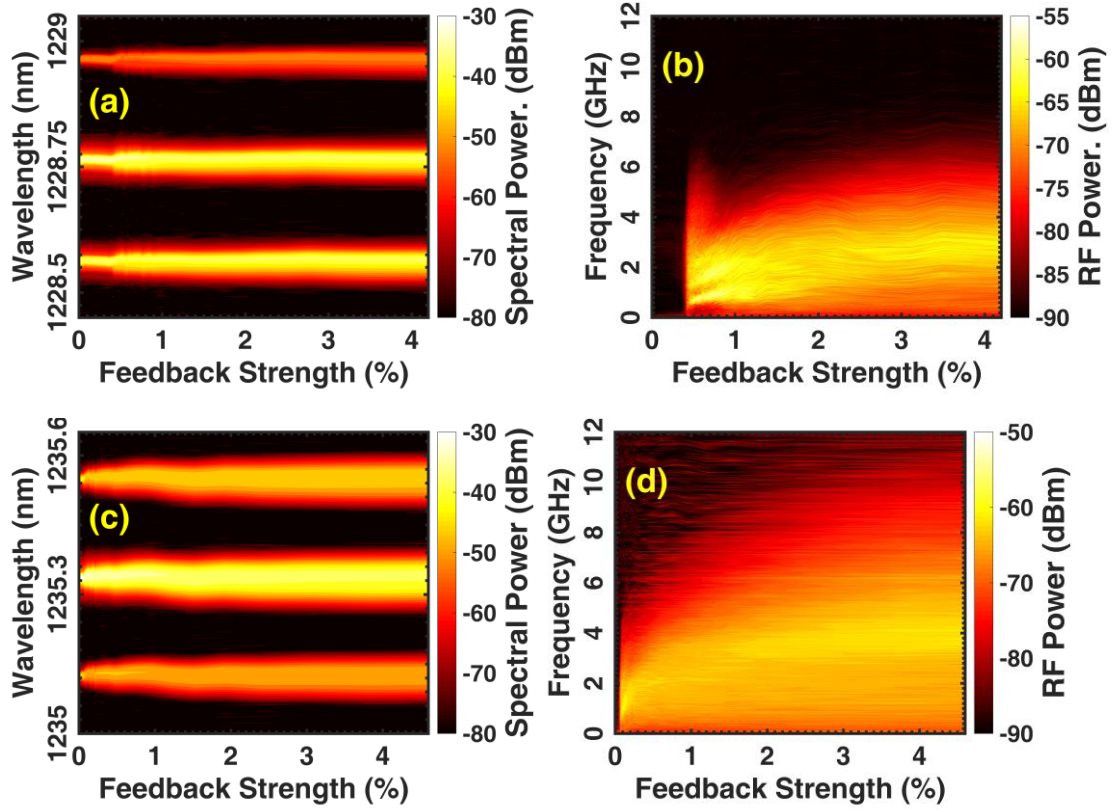 (a)
Wavelength (nm)
1229
1228.75
1228.5
0 1 2 3 4
Feedback Strength (%)
-30
-40
-50
-60
-70
-80
Spectral Power. (dBm)
(b)
Frequency (GHz)
12
10
8
6
4
2
0
0 1 2 3 4
Feedback Strength (%)
-55
-60
-65
-70
-75
-80
-85
-90
RF Power. (dBm)
(c)
Wavelength (nm)
1235.6
1235.3
1235
0 1 2 3 4
Feedback Strength (%)
-30
-40
-50
-60
-70
-80
Spectral Power (dBm)
(d)
Frequency (GHz)
12
10
8
6
4
2
0
0 1 2 3 4
Feedback Strength (%)
-50
-60
-70
-80
-90
RF Power (dBm)